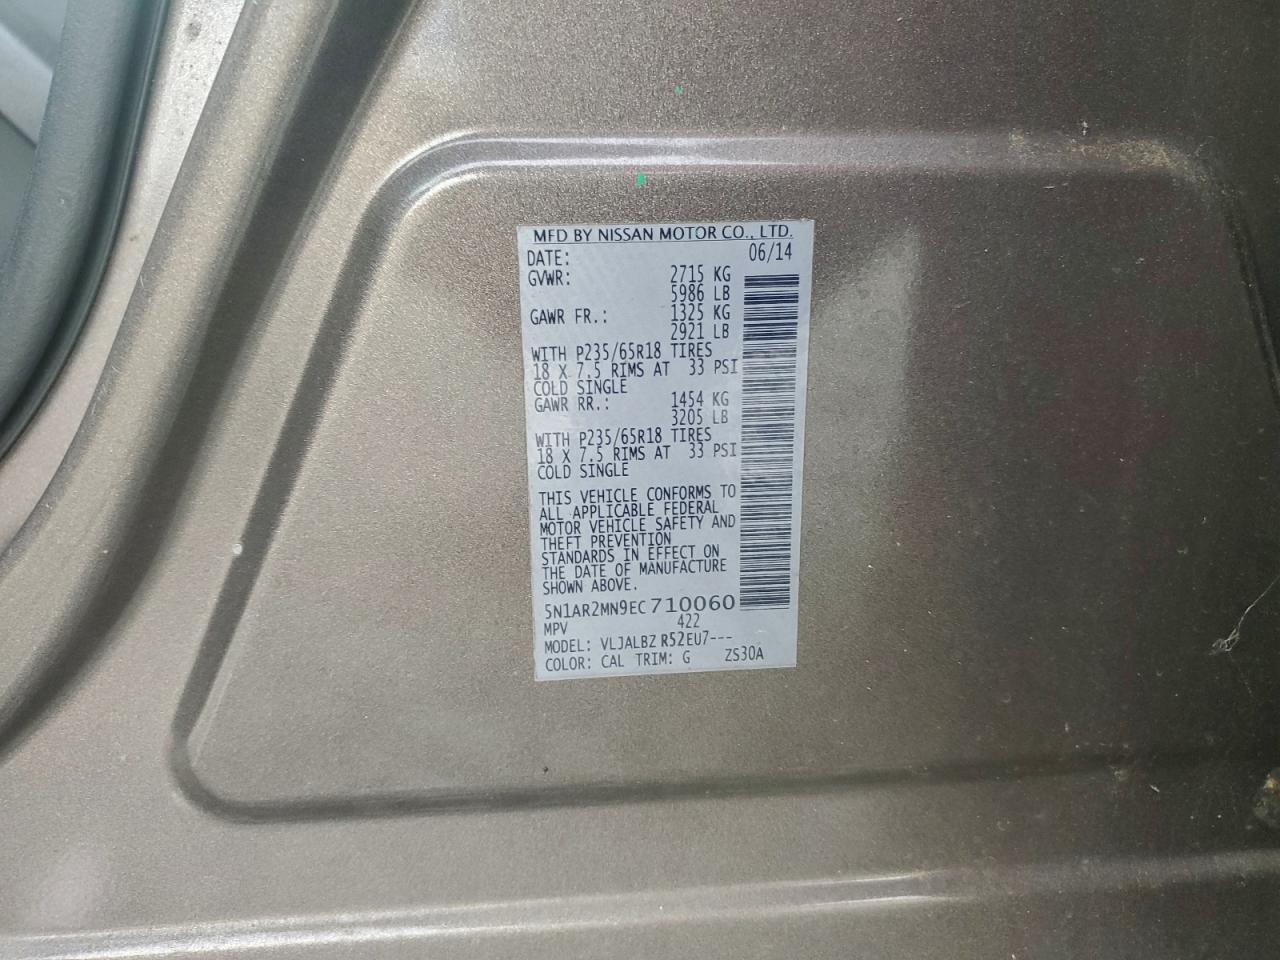 MFD BY NISSAN MOTOR CO., LTD.
DATE: 06/14
GVWR: 2715 KG
5986 LB
GAWR FR.: 1325 KG
2921 LB
WITH P235/65R18 TIRES
18 X 7.5 RIMS AT 33 PSI
COLD SINGLE
GAWR RR.: 1454 KG
3205 LB
WITH P235/65R18 TIRES
18 X 7.5 RIMS AT 33 PSI
COLD SINGLE
THIS VEHICLE CONFORMS TO
ALL APPLICABLE FEDERAL
MOTOR VEHICLE SAFETY AND
THEFT PREVENTION
STANDARDS IN EFFECT ON
THE DATE OF MANUFACTURE
SHOWN ABOVE.
5N1AR2MN9EC710060
MPV 422
MODEL: VLJALBZ R52EU7---
COLOR: CAL TRIM: G ZS30A